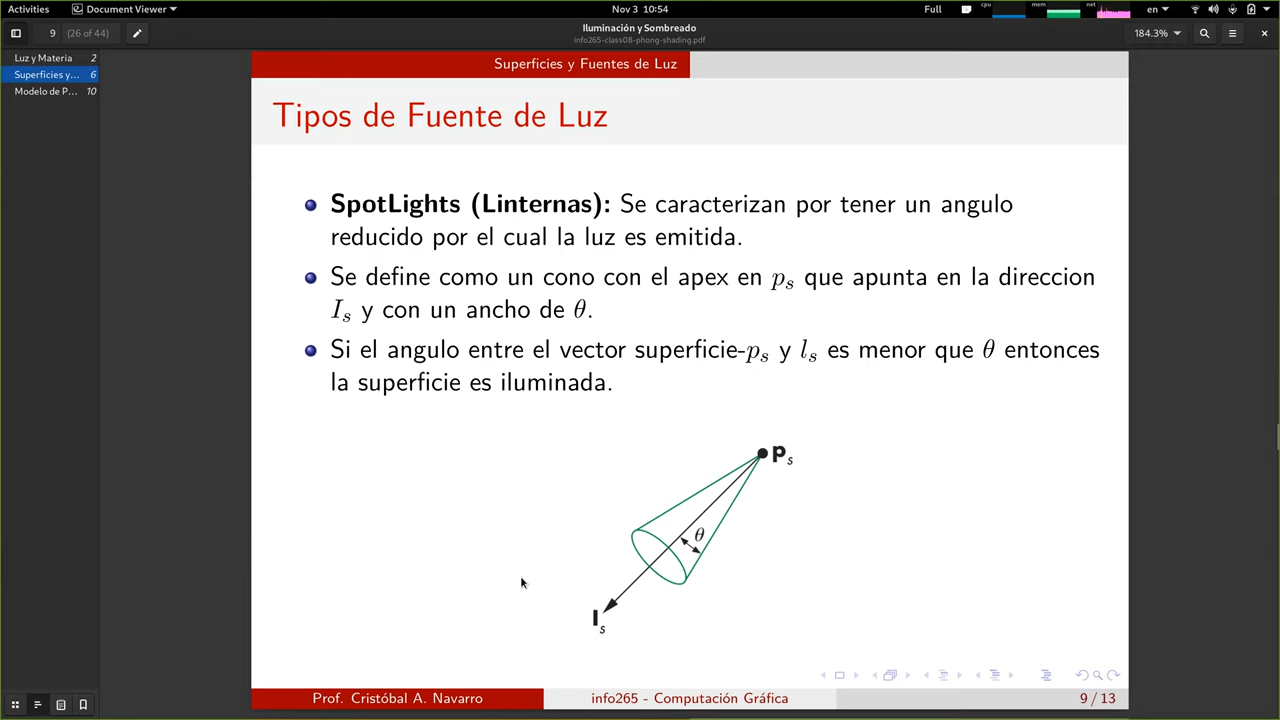 Activities
Document Viewer
Nov 3 10:54
Full
cpu
mem
net
en
9
(26 of 44)
Iluminación y Sombreado
info265-class08-phong-shading.pdf
184.3%
Luz y Materia 2
Superficies y... 6
Modelo de P... 10
Superficies y Fuentes de Luz
Tipos de Fuente de Luz
SpotLights (Linternas): Se caracterizan por tener un angulo
reducido por el cual la luz es emitida.
Se define como un cono con el apex en pₛ que apunta en la direccion
Iₛ y con un ancho de θ.
Si el angulo entre el vector superficie-pₛ y lₛ es menor que θ entonces
la superficie es iluminada.
pₛ
θ
lₛ
Prof. Cristóbal A. Navarro
info265 - Computación Gráfica
9 / 13